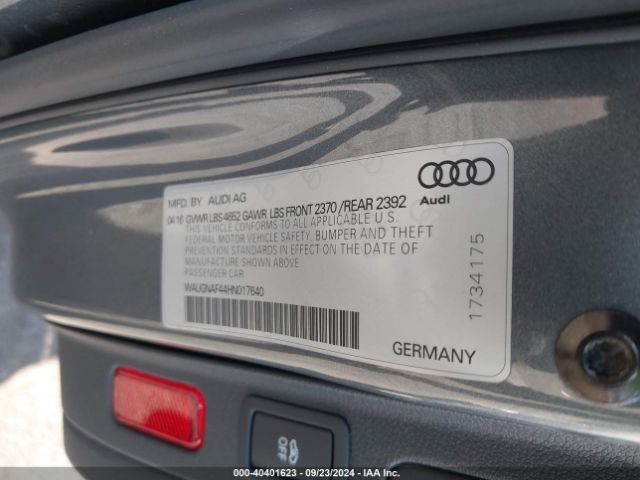 MFD. BY AUDI AG
04 16 GVWR LBS 4652 GAWR LBS FRONT 2370 / REAR 2392
THIS VEHICLE CONFORMS TO ALL APPLICABLE U.S.
FEDERAL MOTOR VEHICLE SAFETY, BUMPER AND THEFT
PREVENTION STANDARDS IN EFFECT ON THE DATE OF
MANUFACTURE SHOWN ABOVE
PASSENGER CAR
WAUGNAF44HN017640
Audi
1734175
GERMANY
OFF
000-40401623 - 09/23/2024 - IAA Inc.